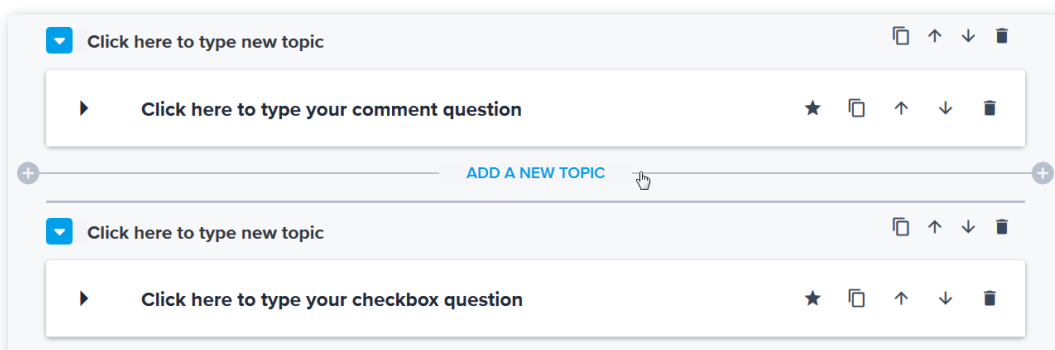 Click here to type new topic
Click here to type your comment question
ADD A NEW TOPIC
Click here to type new topic
Click here to type your checkbox question